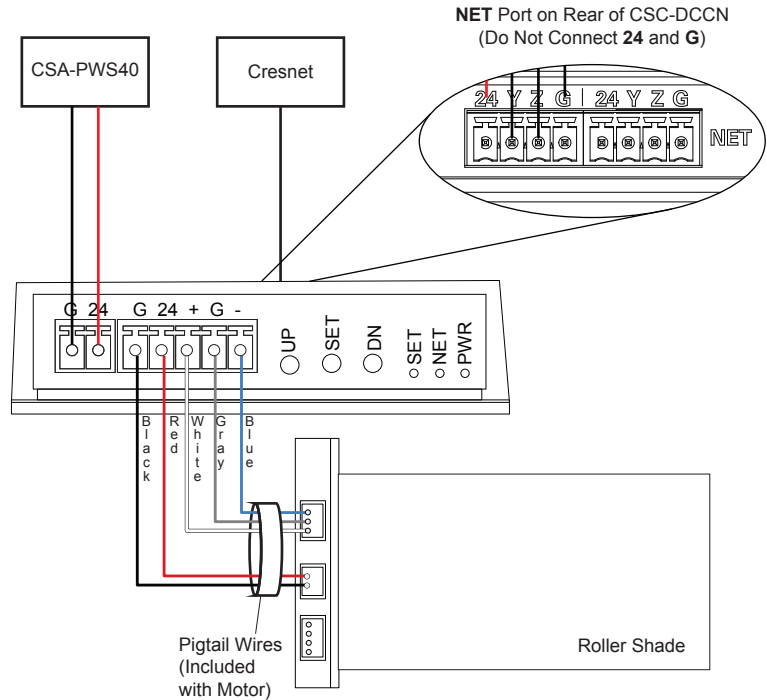 NET Port on Rear of CSC-DCCN
(Do Not Connect 24 and G)
CSA-PWS40
Cresnet
24 Y Z G 24 Y Z G
NET
G 24 G 24 + G -
UP
SET
DN
SET
NET
PWR
Black
Red
White
Gray
Blue
Pigtail Wires
(Included
with Motor)
Roller Shade